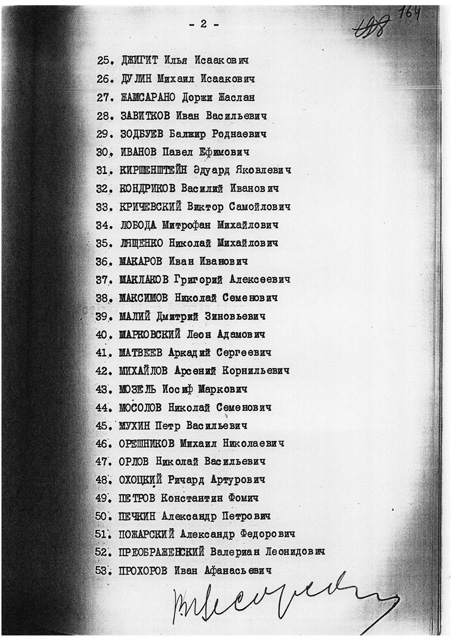 - 2 -
164
25. ДЖИГИТ Илья Исаакович
26. ДУЛИН Михаил Исаакович
27. ЖАМСАРАНО Доржи Жаслан
28. ЗАВИТКОВ Иван Васильевич
29. ЗОДБУЕВ Балжир Роднаевич
30. ИВАНОВ Павел Ефимович
31. КИРШЕНШТЕЙН Эдуард Яковлевич
32. КОНДРИКОВ Василий Иванович
33. КРИЧЕВСКИЙ Виктор Самойлович
34. ЛОБОДА Митрофан Михайлович
35. ЛЯЩЕНКО Николай Михайлович
36. МАКАРОВ Иван Иванович
37. МАКЛАКОВ Григорий Алексеевич
38. МАКСИМОВ Николай Семенович
39. МАЛИЙ Дмитрий Зиновьевич
40. МАРКОВСКИЙ Леон Адамович
41. МАТВЕЕВ Аркадий Сергеевич
42. МИХАЙЛОВ Арсений Корнильевич
43. МОЗЕЛЬ Иосиф Маркович
44. МОСОЛОВ Николай Семенович
45. МУХИН Петр Васильевич
46. ОРЕШНИКОВ Михаил Николаевич
47. ОРЛОВ Николай Васильевич
48. ОХОЦКИЙ Ричард Артурович
49. ПЕТРОВ Константин Фомич
50. ПЕЧКИН Александр Петрович
51. ПОЖАРСКИЙ Александр Федорович
52. ПРЕОБРАЖЕНСКИЙ Валериан Леонидович
53. ПРОХОРОВ Иван Афанасьевич